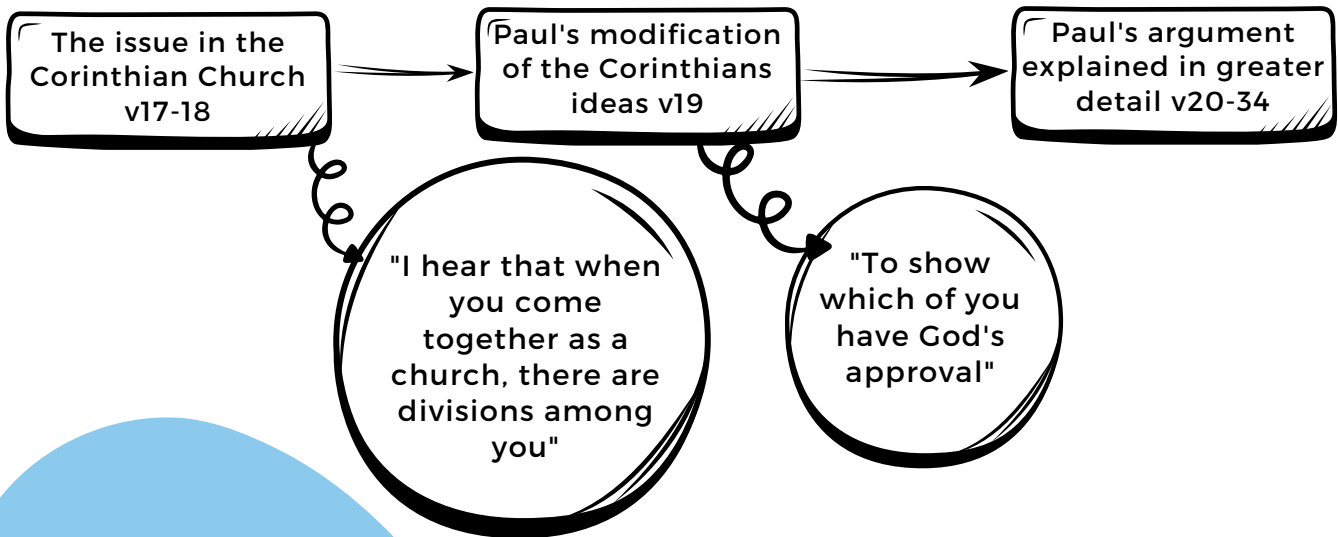 The issue in the
Corinthian Church
v17-18
Paul's modification
of the Corinthians
ideas v19
Paul's argument
explained in greater
detail v20-34
"I hear that when
you come
together as a
church, there are
divisions among
you"
"To show
which of you
have God's
approval"